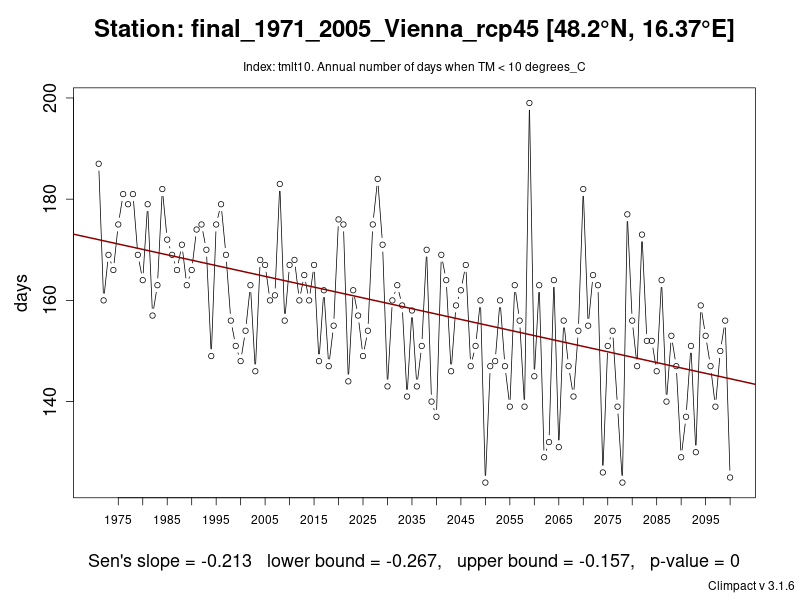 Station: final_1971_2005_Vienna_rcp45 [48.2°N, 16.37°E]
Index: tmlt10. Annual number of days when TM < 10 degrees_C
200
180
160
140
days
1975 1985 1995 2005 2015 2025 2035 2045 2055 2065 2075 2085 2095
Sen's slope = -0.213 lower bound = -0.267, upper bound = -0.157, p-value = 0
Climpact v 3.1.6